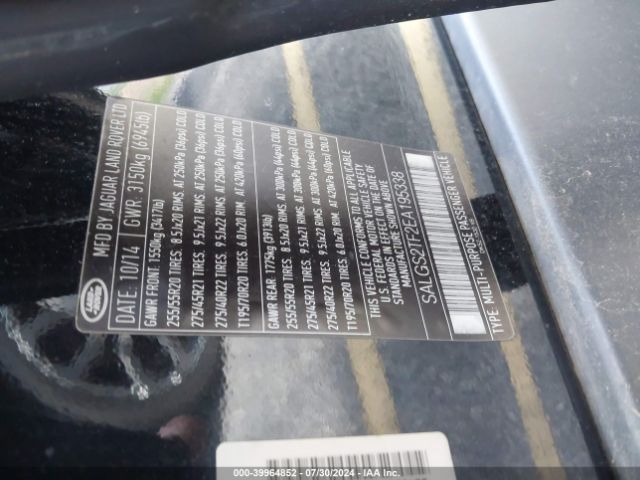 LAND ROVER
MFD BY JAGUAR LAND ROVER LTD
DATE: 10/14 GWR. 3150kg (6945lb)
GAWR FRONT: 1550kg (3417lb)
255/55R20 TIRES. 8.5Jx20 RIMS. AT 250kPa (36psi) COLD
275/45R21 TIRES. 9.5Jx21 RIMS. AT 250kPa (36psi) COLD
275/40R22 TIRES. 9.5Jx22 RIMS. AT 250kPa (36psi) COLD
T195/70R20 TIRES 6.0Jx20 RIM. AT 420kPa (60psi) COLD
GAWR REAR: 1775kg (3913lb)
255/55R20 TIRES. 8.5Jx20 RIMS. AT 300kPa (44psi) COLD
275/45R21 TIRES. 9.5Jx21 RIMS. AT 300kPa (44psi) COLD
275/40R22 TIRES. 9.5Jx22 RIMS. AT 300kPa (44psi) COLD
T195/70R20 TIRES 6.0Jx20 RIM. AT 420kPa (60psi) COLD
THIS VEHICLE CONFORMS TO ALL APPLICABLE
U.S. FEDERAL MOTOR VEHICLE SAFETY
STANDARDS IN EFFECT ON THE DATE OF
MANUFACTURE SHOWN ABOVE
SALGS2TF2EA195338
TYPE: MULTI-PURPOSE PASSENGER VEHICLE
000-39964852 / 07/30/2024 - IAA Inc.